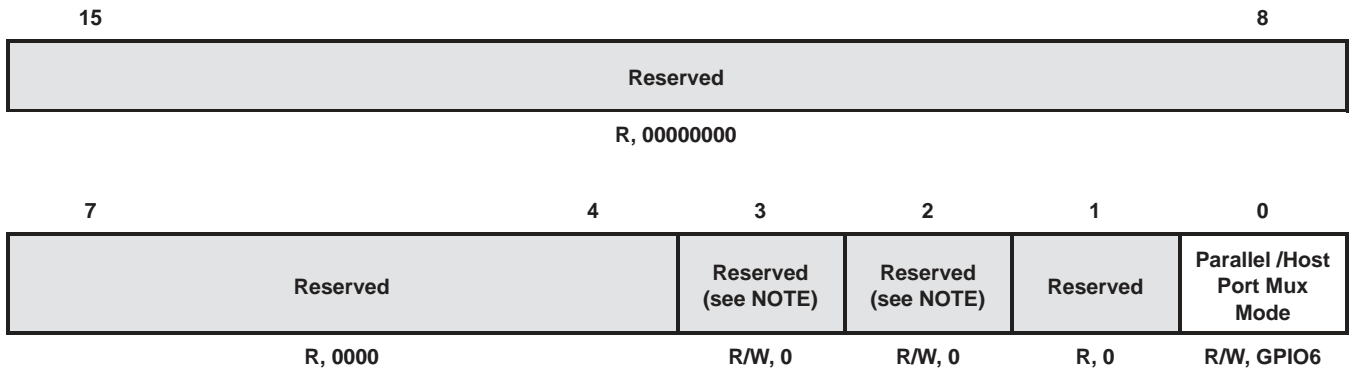 15 8
Reserved
R, 00000000
7 4 3 2 1 0
Reserved Reserved (see NOTE) Reserved (see NOTE) Reserved Parallel /Host Port Mux Mode
R, 0000 R/W, 0 R/W, 0 R, 0 R/W, GPIO6